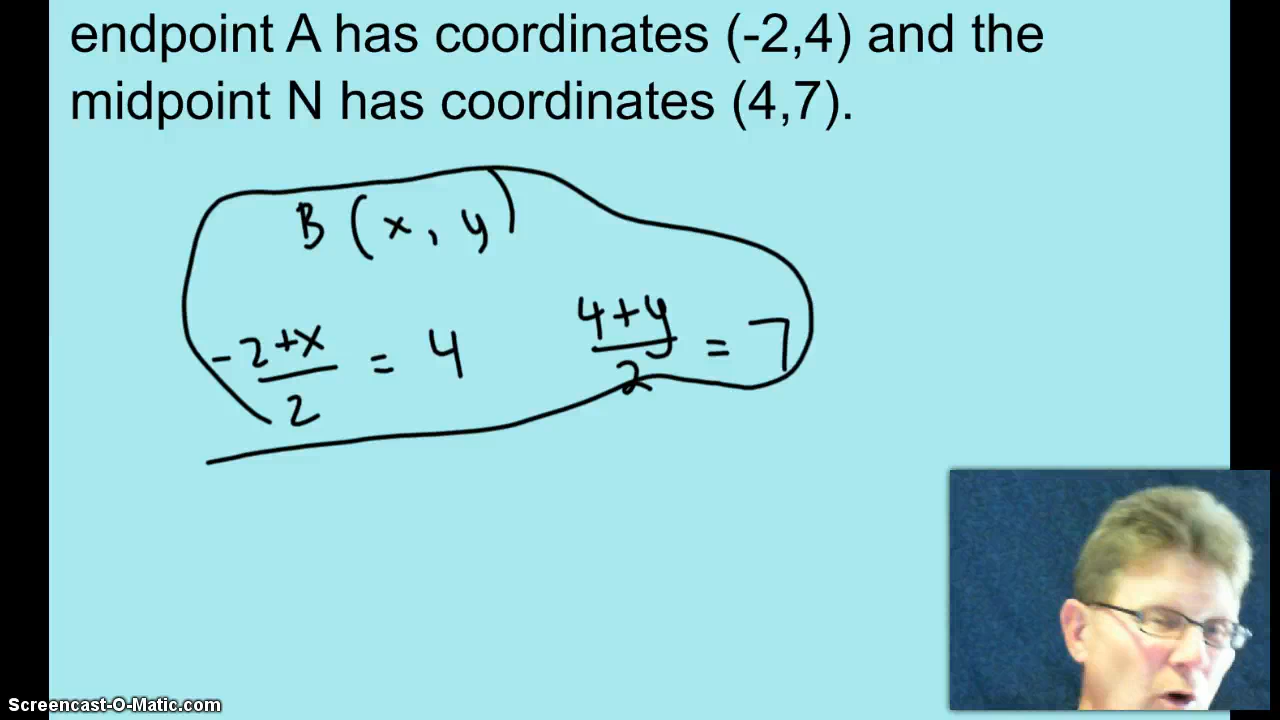 endpoint A has coordinates (-2,4) and the
midpoint N has coordinates (4,7).
B (x, y)
-2+x/2 = 4
4+y/2 = 7
Screencast-O-Matic.com